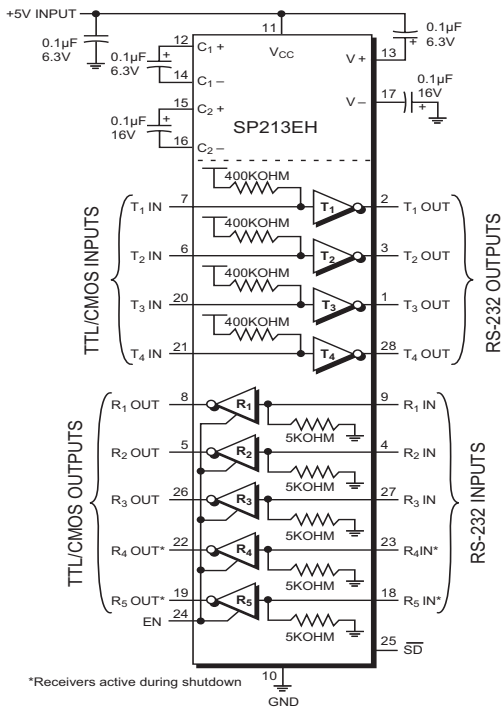 +5V INPUT
0.1µF
6.3V
0.1µF
6.3V
12
C1 +
14
C1 –
15
C2 +
0.1µF
16V
16
C2 –
11
VCC
V +
13
0.1µF
6.3V
V –
17
0.1µF
16V
SP213EH
TTL/CMOS INPUTS
T1 IN
7
400KOHM
T1
2
T1 OUT
T2 IN
6
400KOHM
T2
3
T2 OUT
T3 IN
20
400KOHM
T3
1
T3 OUT
T4 IN
21
400KOHM
T4
28
T4 OUT
RS-232 OUTPUTS
TTL/CMOS OUTPUTS
R1 OUT
8
R1
9
R1 IN
5KOHM
R2 OUT
5
R2
4
R2 IN
5KOHM
R3 OUT
26
R3
27
R3 IN
5KOHM
R4 OUT*
22
R4
23
R4IN*
5KOHM
R5 OUT*
19
R5
18
R5 IN*
5KOHM
RS-232 INPUTS
EN
24
25
SD
*Receivers active during shutdown
10
GND